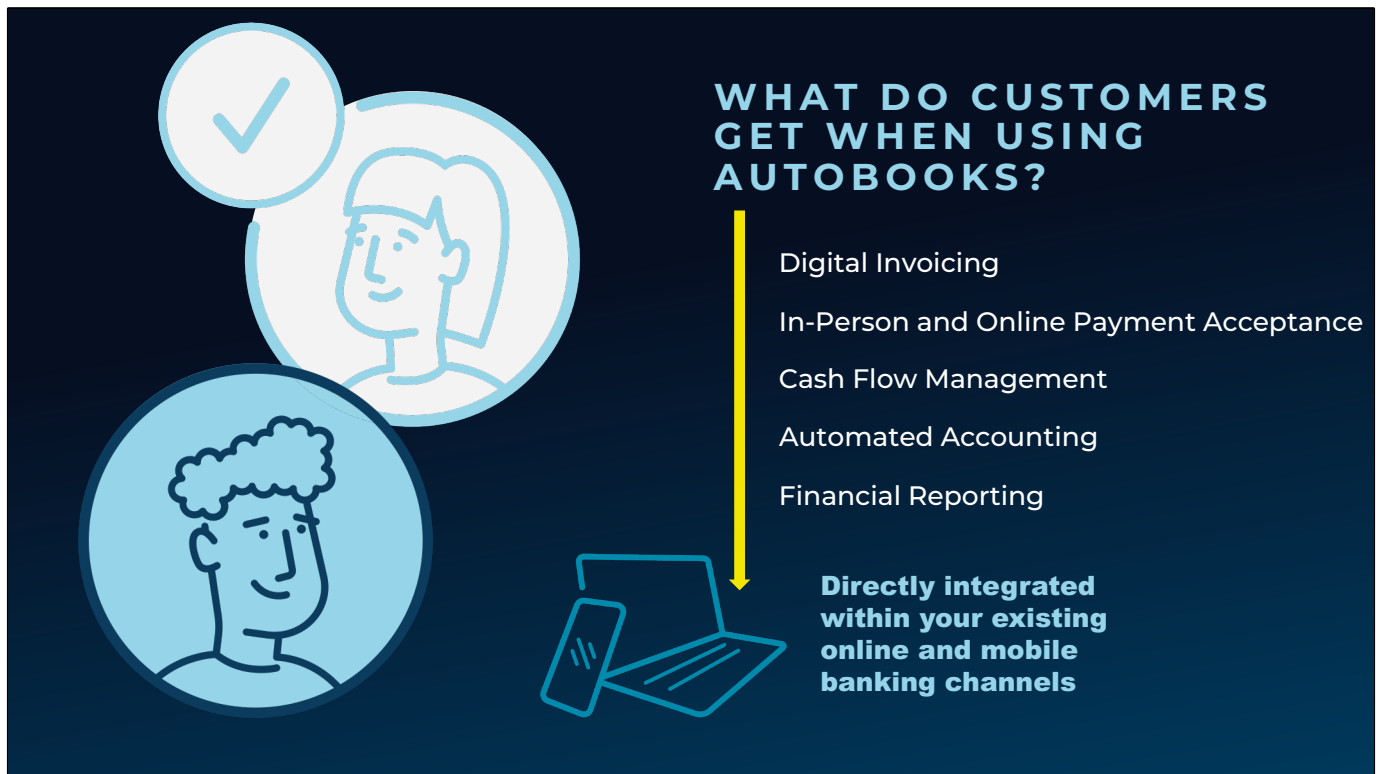 WHAT DO CUSTOMERS
GET WHEN USING
AUTOBOOKS?
Digital Invoicing
In-Person and Online Payment Acceptance
Cash Flow Management
Automated Accounting
Financial Reporting
Directly integrated
within your existing
online and mobile
banking channels